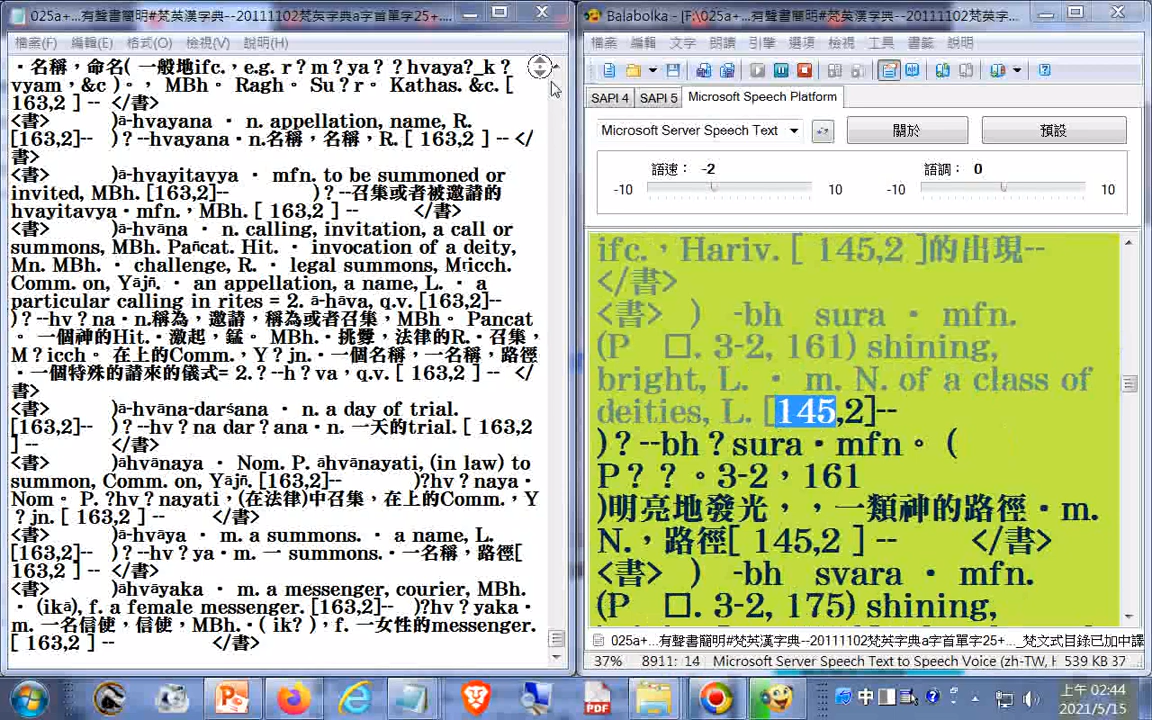 025a+...有聲書簡明#梵英漢字典--20111102梵英字典a字首單字25+...
檔案(F) 編輯(E) 格式(O) 檢視(V) 說明(H)
‧名稱，命名( 一般地ifc.，e.g. r？m？ya？？hvaya?_k？
vyam，&c )。， MBh。Ragh。Su？r。Kathas. &c. [
163,2 ] -- </書>
<書> )ā-hvayana ‧ n. appellation, name, R.
[163,2]-- )？--hvayana‧n.名稱，名稱，R. [ 163,2 ] -- </
書>
<書> )ā-hvayitavya ‧ mfn. to be summoned or
invited, MBh. [163,2]-- )？--召集或者被邀請的
hvayitavya‧mfn.，MBh. [ 163,2 ] -- </書>
<書> )ā-hvāna ‧ n. calling, invitation, a call or
summons, MBh. Pañcat. Hit. ‧ invocation of a deity,
Mn. MBh. ‧ challenge, R. ‧ legal summons, Mṛicch.
Comm. on, Yājñ. ‧ an appellation, a name, L. ‧ a
particular calling in rites = 2. ā-hāva, q.v. [163,2]--
)？--hv？na‧n.稱為，邀請，稱為或者召集，MBh。Pancat
。一個神的Hit.‧激起，錳。 MBh.‧挑釁，法律的R.‧召集，
M？icch。在上的Comm.，Y？jn.‧一個名稱，一名稱，路徑
‧一個特殊的請來的儀式= 2.？--h？va，q.v. [ 163,2 ] -- </
書>
<書> )ā-hvāna-darśana ‧ n. a day of trial.
[163,2]-- )？--hv？na dar？ana‧n. 一天的trial. [ 163,2
] -- </書>
<書> )āhvānaya ‧ Nom. P. āhvānayati, (in law) to
summon, Comm. on, Yājñ. [163,2]-- )?hv？naya‧
Nom。P. ?hv？nayati，(在法律)中召集，在上的Comm.，Y
？jn. [ 163,2 ] -- </書>
<書> )ā-hvāya ‧ m. a summons. ‧ a name, L.
[163,2]-- )？--hv？ya‧m. 一 summons.‧一名稱，路徑[
163,2 ] -- </書>
<書> )āhvāyaka ‧ m. a messenger, courier, MBh.
‧ (ikā), f. a female messenger. [163,2]-- )?hv？yaka‧
m. 一名信使，信使，MBh.‧( ik？)，f. 一女性的messenger.
[ 163,2 ] -- </書>
Balabolka - [F:\025a+...有聲書簡明#梵英漢字典--20111102梵英字...
檔案 編輯 文字 朗讀 引擎 選項 檢視 工具 書籤 說明
SAPI 4 SAPI 5 Microsoft Speech Platform
Microsoft Server Speech Text 關於 預設
語速： -2 語調： 0
-10 10 -10 10
ifc.，Hariv. [ 145,2 ]的出現--
</書>
<書> ) -bh sura ‧ mfn.
(P □. 3-2, 161) shining,
bright, L. ‧ m. N. of a class of
deities, L. [145,2]--
)？--bh？sura‧mfn。(
P？？。3-2，161
)明亮地發光，，一類神的路徑‧m.
N.，路徑[ 145,2 ] -- </書>
<書> ) -bh svara ‧ mfn.
(P □. 3-2, 175) shining,
025a+...有聲書簡明#梵英漢字典--20111102梵英字典a字首單字25+..._梵文式目錄已加中譯
37% 8911: 14 Microsoft Server Speech Text to Speech Voice (zh-TW, H 539 KB 37
中
上午 02:44
2021/5/15